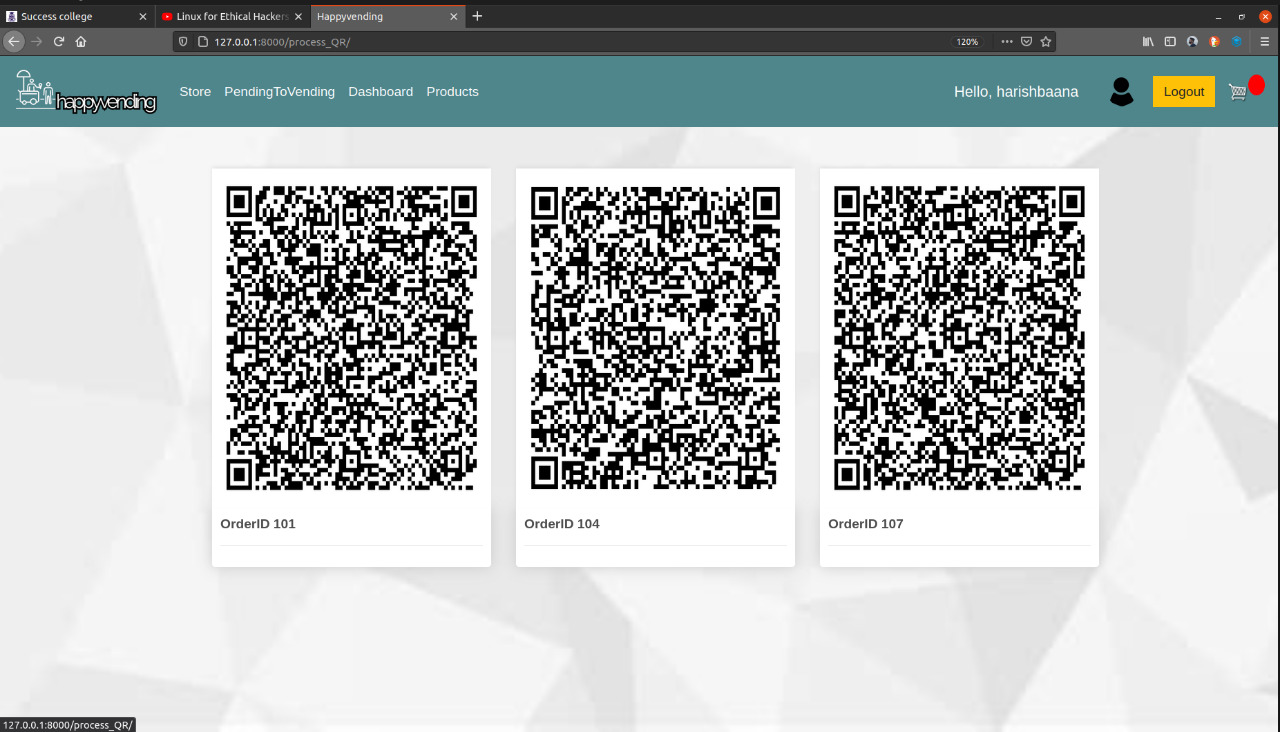 Success college
Linux for Ethical Hackers
Happyvending
127.0.0.1:8000/process_QR/
120%
happyvending
Store PendingToVending Dashboard Products
Hello, harishbaana
Logout
OrderID 101
OrderID 104
OrderID 107
127.0.0.1:8000/process_QR/